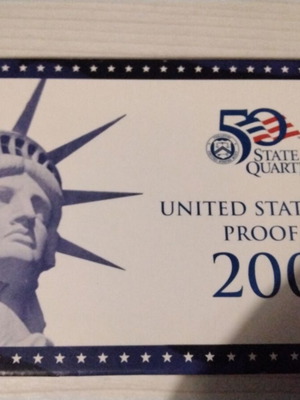 50
STATE
QUART
UNITED STAT
PROOF
200